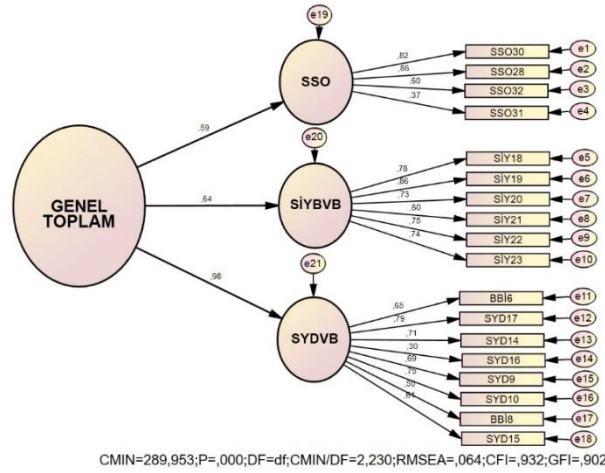 e19
SSO
,82
,86
,60
,37
SSO30
e1
SSO28
e2
SSO32
e3
SSO31
e4
,59
e20
SİYBVB
,78
,86
,73
,60
,75
,74
SİY18
e5
SİY19
e6
SİY20
e7
SİY21
e8
SİY22
e9
SİY23
e10
GENEL
TOPLAM
,64
,98
e21
SYDVB
,65
,79
,71
,30
,69
,75
,50
,61
BBİ6
e11
SYD17
e12
SYD14
e13
SYD16
e14
SYD9
e15
SYD10
e16
BBİ8
e17
SYD15
e18
CMIN=289,953;P=,000;DF=df;CMIN/DF=2,230;RMSEA=,064;CFI=,932;GFI=,902